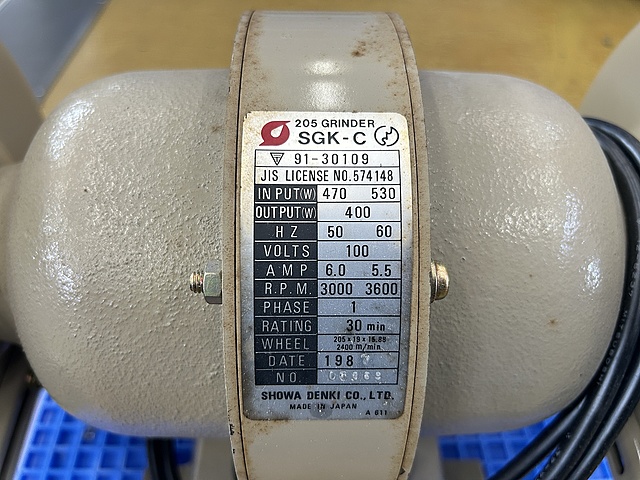 205 GRINDER
SGK-C
91-30109
JIS LICENSE NO.574148
INPUT(W) 470 530
OUTPUT(W) 400
HZ 50 60
VOLTS 100
AMP 6.0 5.5
R.P.M. 3000 3600
PHASE 1
RATING 30 min
WHEEL 205×19×15.88
2400 m/min
DATE 198
NO.
SHOWA DENKI CO., LTD.
MADE IN JAPAN
A 611